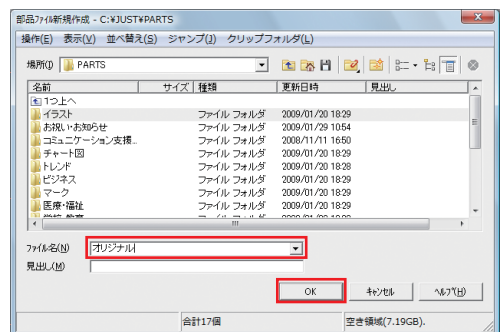 部品ファイル新規作成 - C:¥JUST¥PARTS
操作(E) 表示(V) 並べ替え(S) ジャンプ(J) クリップフォルダ(L)
場所(I) PARTS
名前 サイズ 種類 更新日時 見出し
1つ上へ
イラスト ファイル フォルダ 2009/01/20 18:29
お祝い・お知らせ ファイル フォルダ 2009/01/29 10:54
コミュニケーション支援... ファイル フォルダ 2008/11/11 16:50
チャート図 ファイル フォルダ 2009/01/20 18:29
トレンド ファイル フォルダ 2009/01/20 18:28
ビジネス ファイル フォルダ 2009/01/20 18:29
マーク ファイル フォルダ 2009/01/20 18:29
医療・福祉 ファイル フォルダ 2009/01/20 18:29
ファイル名(N) オリジナル
見出し(M)
OK キャンセル ヘルプ(H)
合計17個 空き領域(7.19GB).